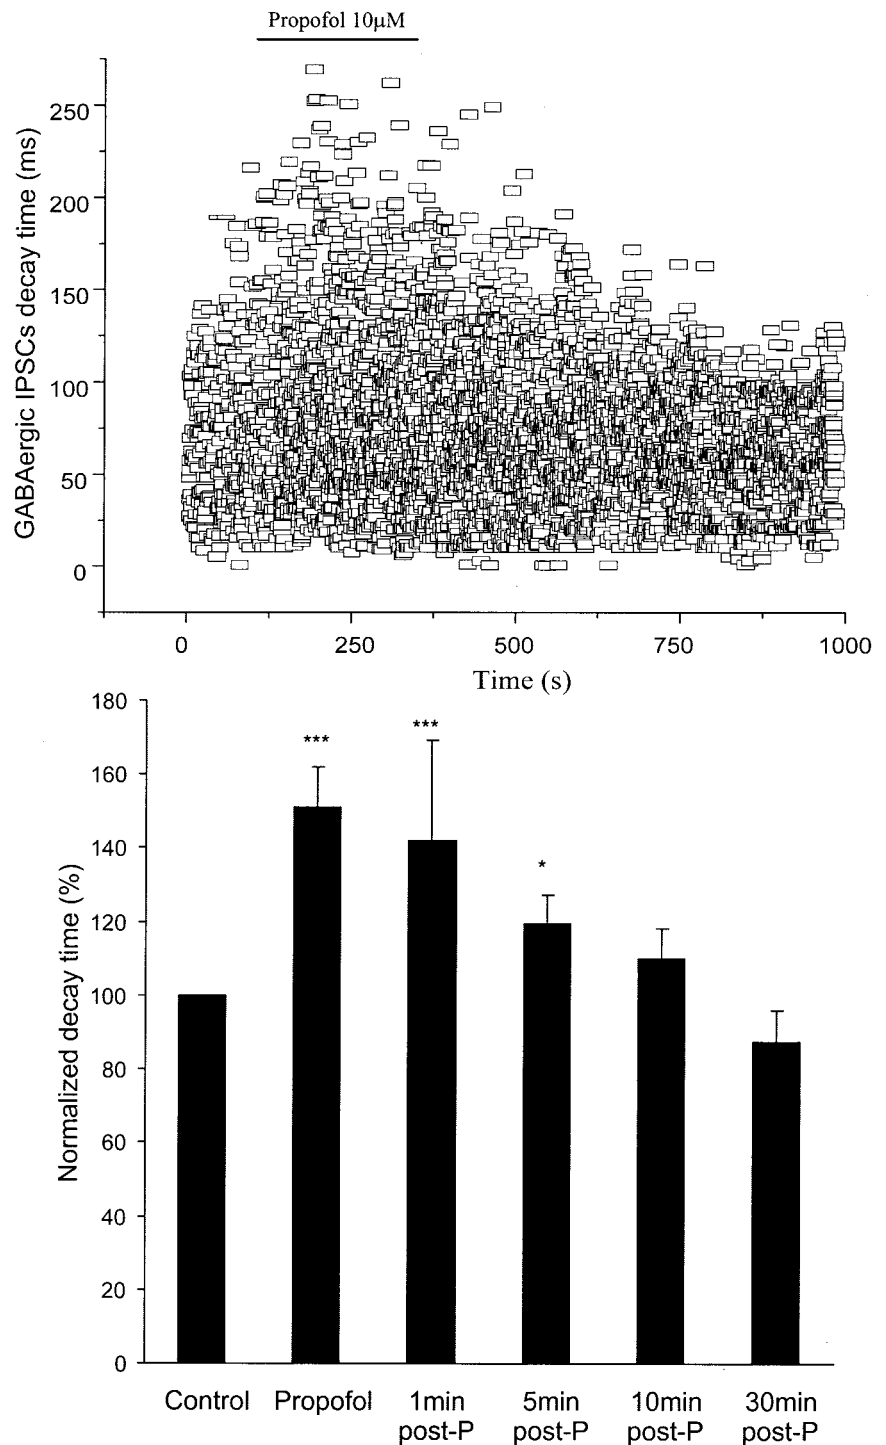 Propofol 10µM
GABAergic IPSCs decay time (ms)
250
200
150
100
50
0
0 250 500 750 1000
Time (s)
Normalized decay time (%)
180
160
140
120
100
80
60
40
20
0
***
***
*
Control Propofol 1min 5min 10min 30min
post-P post-P post-P post-P